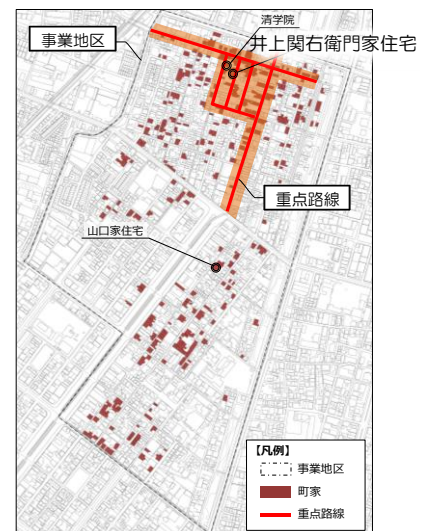 清学院
井上関右衛門家住宅
事業地区
重点路線
山口家住宅
【凡例】
事業地区
町家
重点路線